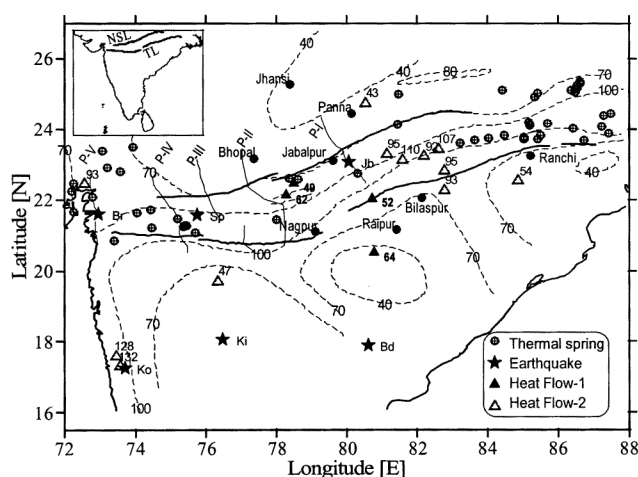 26
24
22
20
18
16
Latitude [N]
72 74 76 78 80 82 84 86 88
Longitude [E]
NSL
TL
40
40
80
70
100
Jhansi
43
Panna
P-V
P-IV
P-III
P-II
P-I
93
70
Bhopal
Jabalpur
Jb
95
110
92
107
95
93
Ranchi
54
40
49
62
52
Br
Sp
Nagpur
Raipur
Bilaspur
64
100
70
70
70
40
47
70
128
132
Ko
Ki
Bd
100
Thermal spring
Earthquake
Heat Flow-1
Heat Flow-2